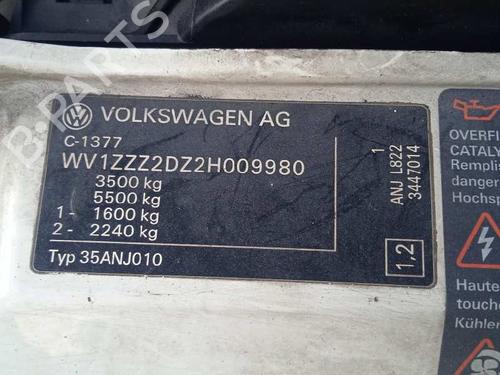 VOLKSWAGEN AG
C-1377
WV1ZZZ2DZ2H009980
3500 kg
5500 kg
1- 1600 kg
2- 2240 kg
Typ 35ANJ010
1
ANJ L822
3447014
1,2
OVERFI
CATALY
Remplis
danger
Hochsp
Haute
touche
Kühler
B-PARTS